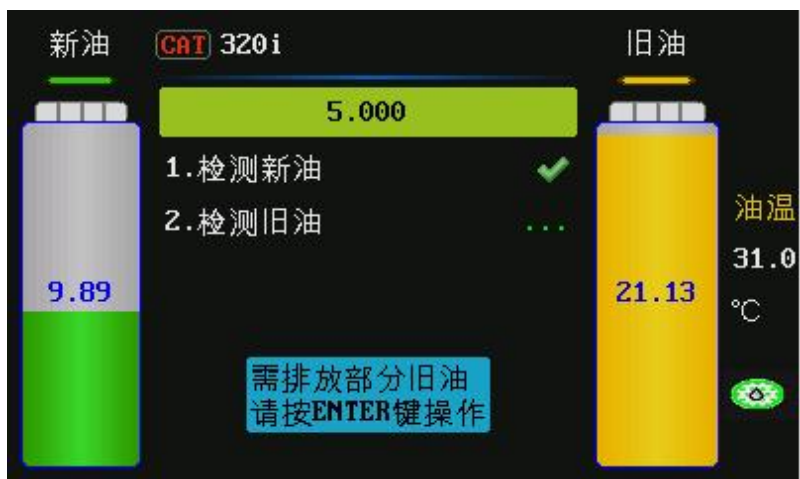 新油
CAT 320i
旧油
5.000
1.检测新油
2.检测旧油 ...
油温
31.0
℃
9.89
21.13
需排放部分旧油
请按ENTER键操作